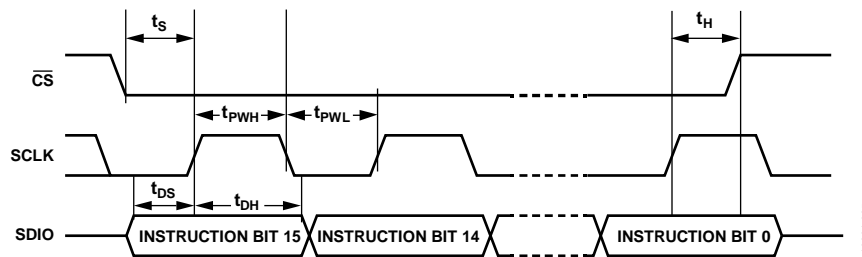 tS
tH
CS
tPWH
tPWL
SCLK
tDS
tDH
SDIO
INSTRUCTION BIT 15
INSTRUCTION BIT 14
INSTRUCTION BIT 0